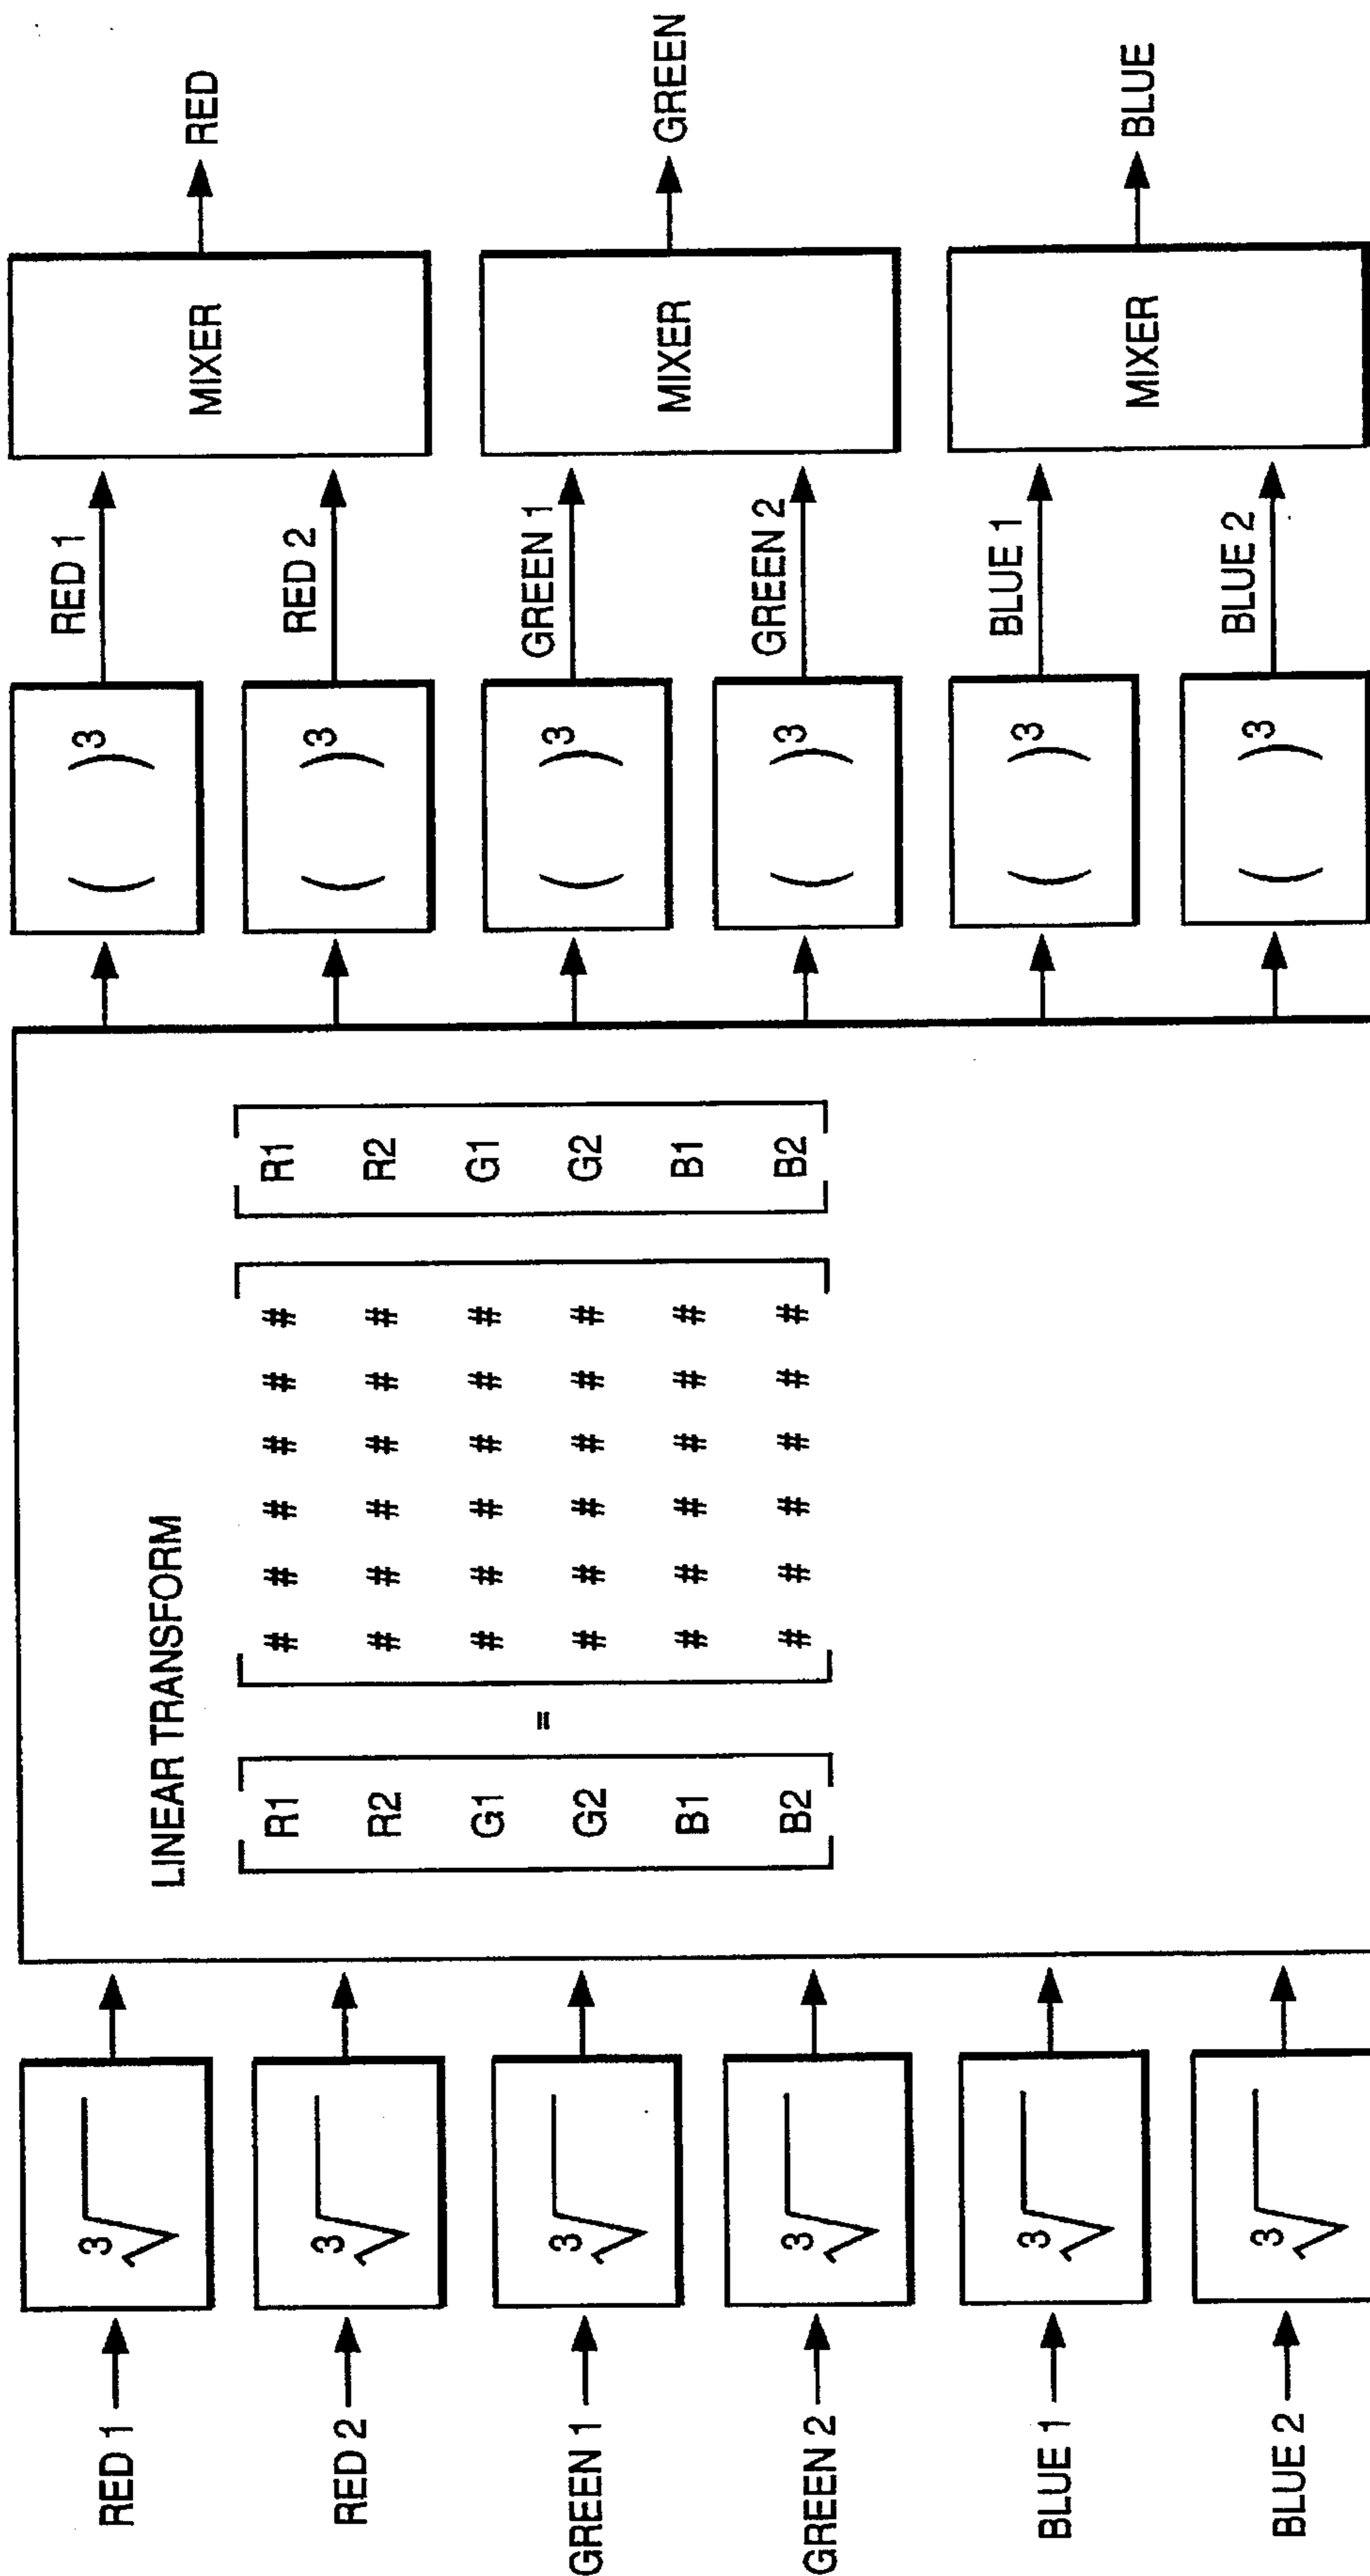 RED 1
RED 2
GREEN 1
GREEN 2
BLUE 1
BLUE 2
3√
3√
3√
3√
3√
3√
LINEAR TRANSFORM
R1 # # # # # # R1
R2 # # # # # # R2
G1 # # # # # # G1
=
G2 # # # # # # G2
B1 # # # # # # B1
B2 # # # # # # B2
( )3
( )3
( )3
( )3
( )3
( )3
RED 1
RED 2
GREEN 1
GREEN 2
BLUE 1
BLUE 2
MIXER
MIXER
MIXER
RED
GREEN
BLUE